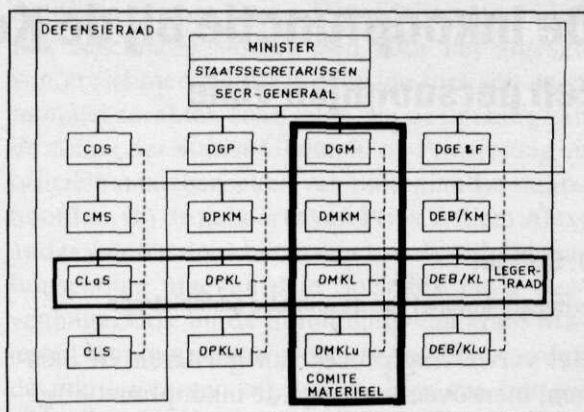 DEFENSIERAAD
MINISTER
STAATSSECRETARISSEN
SECR-GENERAAL
CDS DGP DGM DGE&F
CMS DPKM DMKM DEB/KM
CLaS DPKL DMKL DEB/KL LEGER-
RAAD
CLS DPKLu DMKLu DEB/KLu
COMITE
MATERIEEL